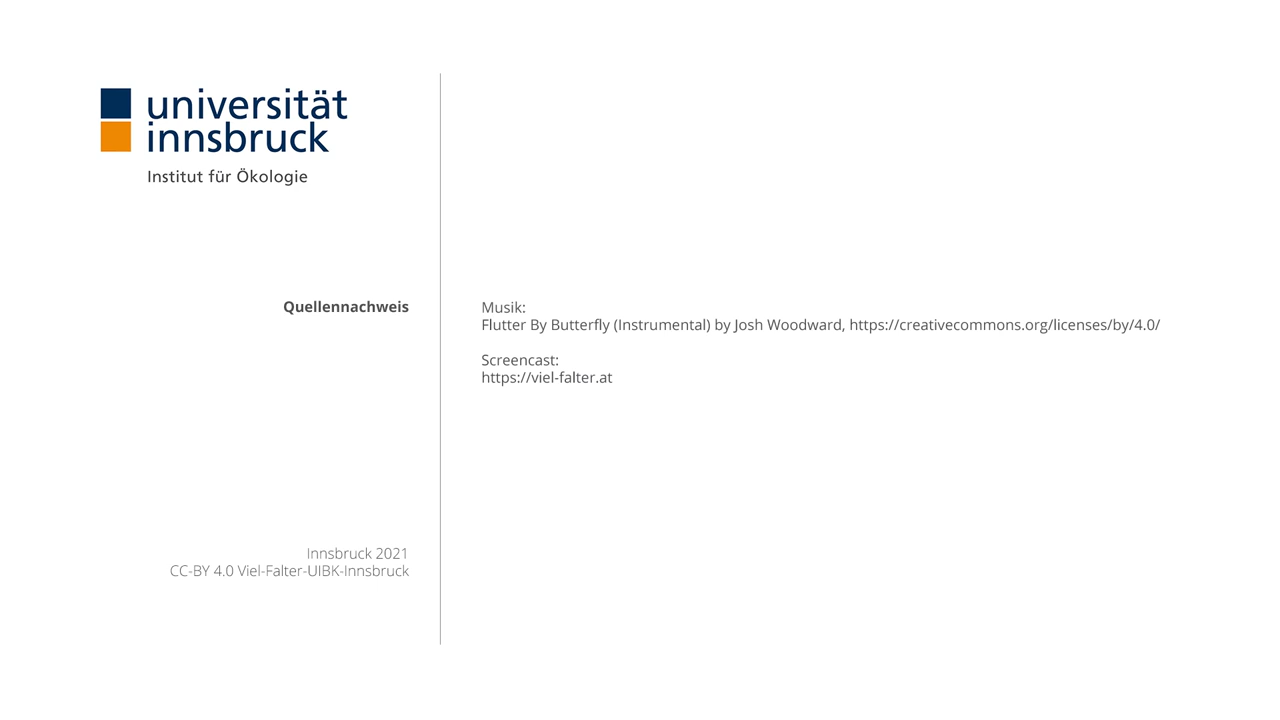 universität
innsbruck
Institut für Ökologie
Quellennachweis
Musik:
Flutter By Butterfly (Instrumental) by Josh Woodward, https://creativecommons.org/licenses/by/4.0/
Screencast:
https://viel-falter.at
Innsbruck 2021
CC-BY 4.0 Viel-Falter-UIBK-Innsbruck